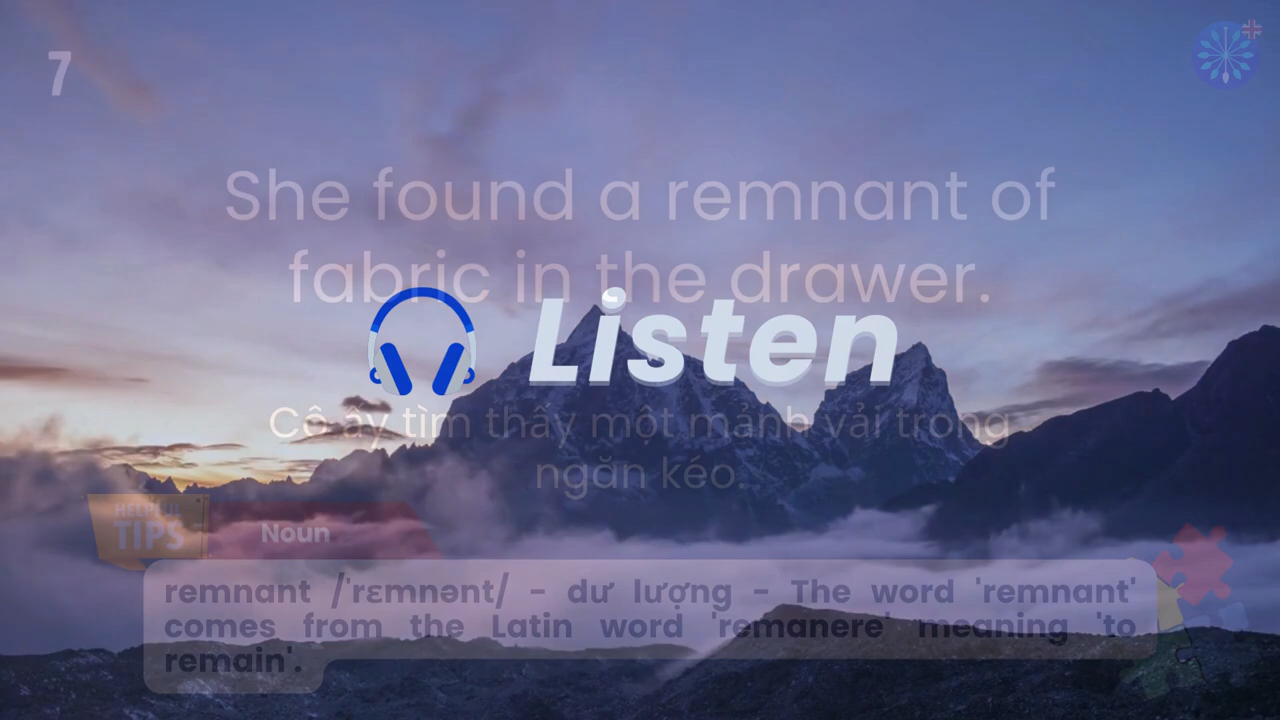 7
She found a remnant of
fabric in the drawer.
Listen
Cô ấy tìm thấy một mảnh vải trong
ngăn kéo.
HELPFUL
TIPS
Noun
remnant /ˈrɛmnənt/ - dư lượng - The word 'remnant'
comes from the Latin word 'remanere' meaning 'to
remain'.